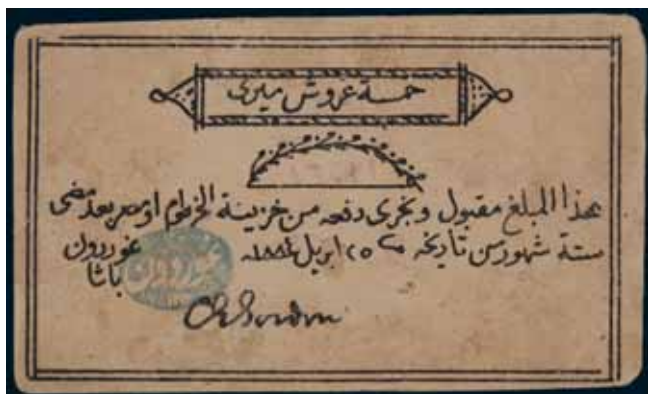 خمسة غروش ميرى
هذا المبلغ مقبول ويجرى دفعه من خزينة الخرطوم او مصر بعد مضى
ستة شهور من تاريخه ٢٥ ابريل ١٨٨٤ غوردون
باشا
Gordon